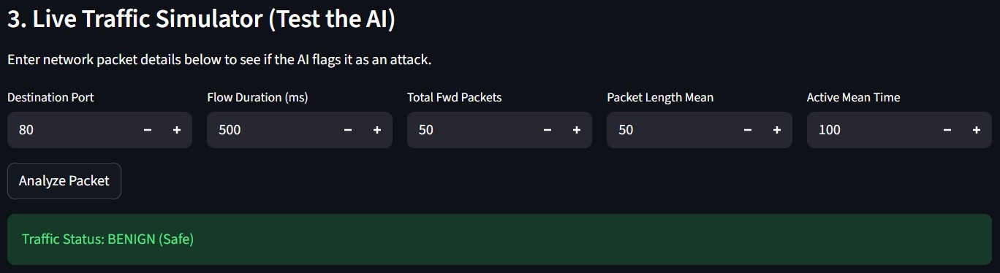 3. Live Traffic Simulator (Test the AI)
Enter network packet details below to see if the AI flags it as an attack.
Destination Port
Flow Duration (ms)
Total Fwd Packets
Packet Length Mean
Active Mean Time
80 − +
500 − +
50 − +
50 − +
100 − +
Analyze Packet
Traffic Status: BENIGN (Safe)